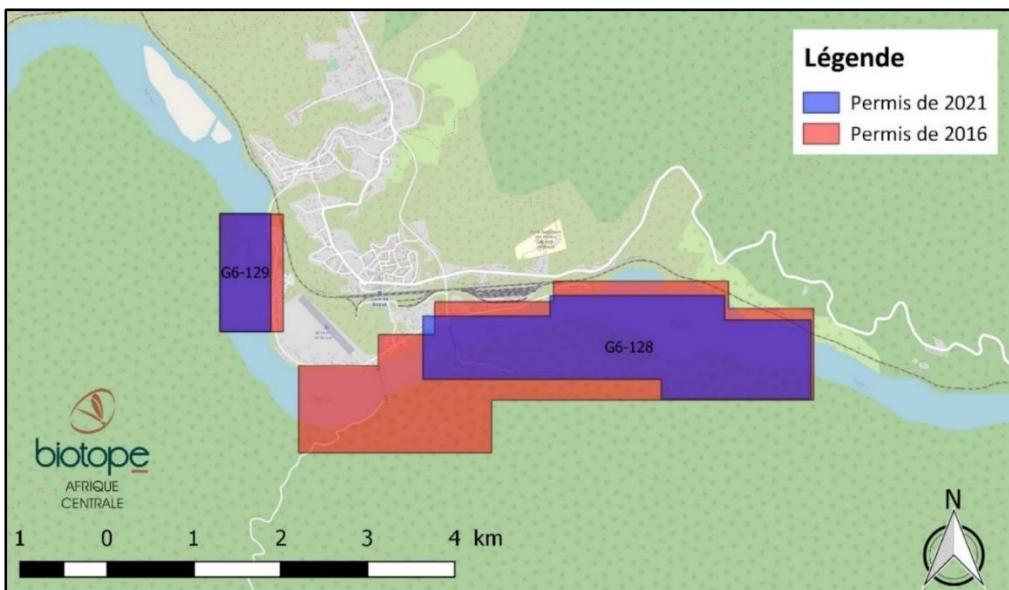 Légende
Permis de 2021
Permis de 2016
G6-129
G6-128
biotope
AFRIQUE
CENTRALE
1 0 1 2 3 4 km
N